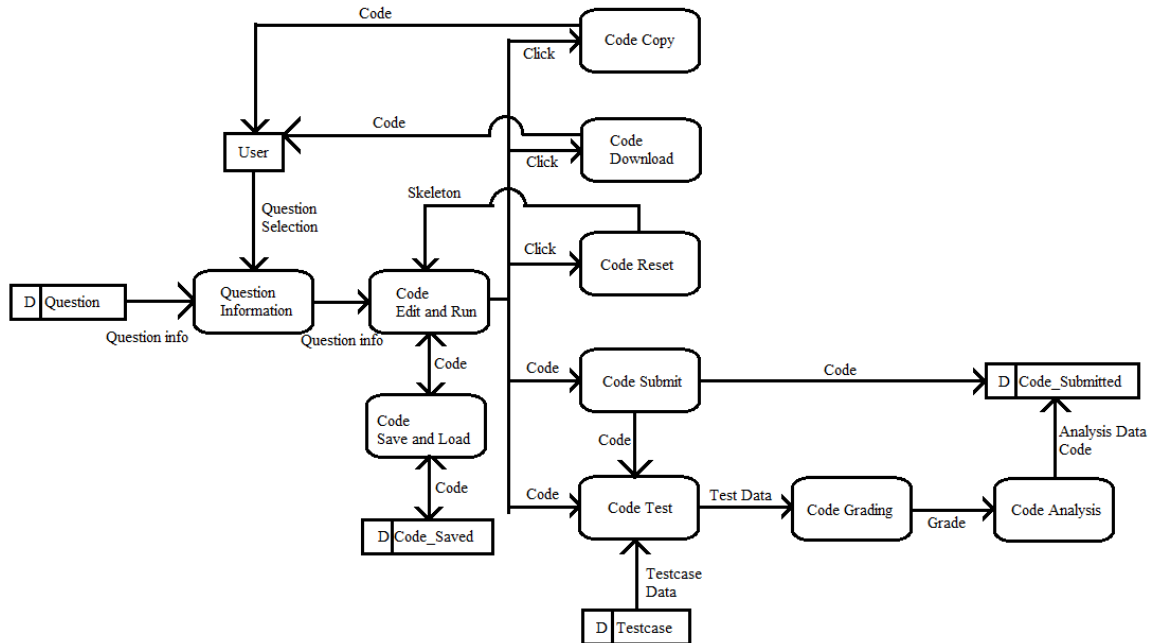 Code
Code Copy
Click
Code
Code
Download
User
Click
Skeleton
Question
Selection
Click
Code Reset
Question
Information
Code
Edit and Run
D Question
Question info
Question info
Code
Code
Code Submit
Code
D Code_Submitted
Code
Save and Load
Code
Analysis Data
Code
Code
Code
Code Test
Test Data
Code Grading
Grade
Code Analysis
D Code_Saved
Testcase
Data
D Testcase